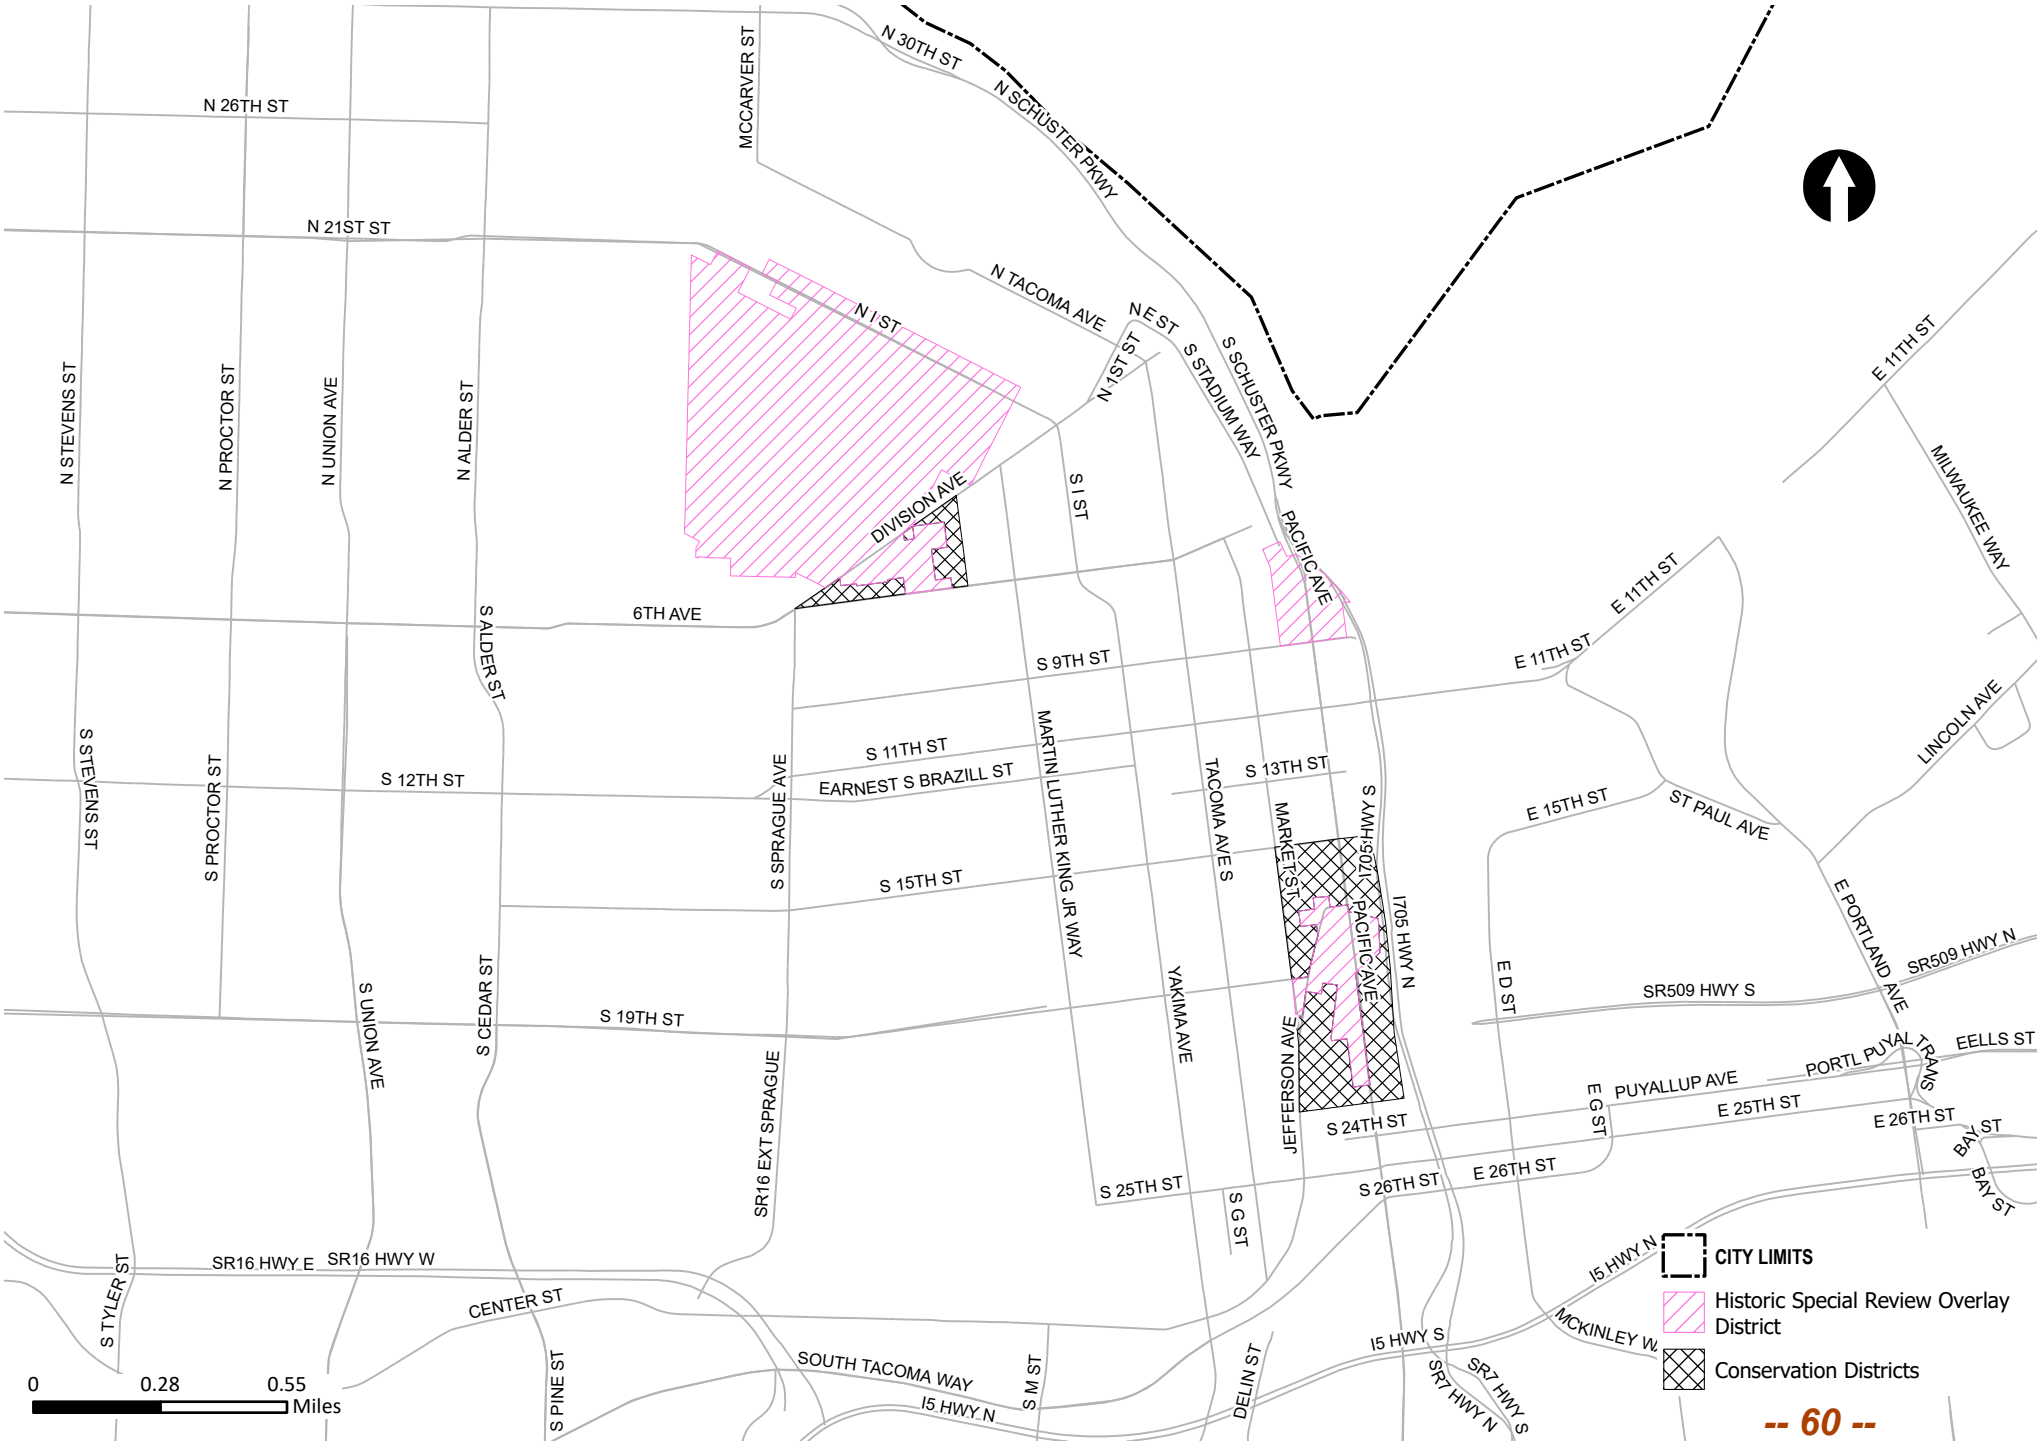 N 30TH ST
MCCARVER ST
N SCHUSTER PKWY
N 26TH ST
N 21ST ST
N TACOMA AVE
N E ST
N I ST
N 1ST ST
S STADIUM WAY
S SCHUSTER PKWY
E 11TH ST
N STEVENS ST
N PROCTOR ST
N UNION AVE
N ALDER ST
MILWAUKEE WAY
S I ST
DIVISION AVE
PACIFIC AVE
E 11TH ST
6TH AVE
S ALDER ST
S 9TH ST
E 11TH ST
LINCOLN AVE
S STEVENS ST
S PROCTOR ST
S 12TH ST
S SPRAGUE AVE
S 11TH ST
EARNEST S BRAZILL ST
MARTIN LUTHER KING JR WAY
TACOMA AVE S
S 13TH ST
MARKET ST
I705 HWY S
E 15TH ST
ST PAUL AVE
S 15TH ST
PACIFIC AVE
I705 HWY N
E PORTLAND AVE
SR509 HWY N
SR509 HWY S
E D ST
S CEDAR ST
S UNION AVE
S 19TH ST
YAKIMA AVE
JEFFERSON AVE
SR16 EXT SPRAGUE
E G ST
PUYALLUP AVE
PORTL PUYAL TRANS
EELLS ST
E 25TH ST
E 26TH ST
BAY ST
BAY ST
S 24TH ST
S 25TH ST
S 26TH ST
E 26TH ST
S G ST
SR16 HWY E
SR16 HWY W
S TYLER ST
CENTER ST
S PINE ST
SOUTH TACOMA WAY
I5 HWY N
S M ST
DELIN ST
I5 HWY S
SR7 HWY N
SR7 HWY S
I5 HWY N
MCKINLEY WA
CITY LIMITS
Historic Special Review Overlay
District
Conservation Districts
0 0.28 0.55
Miles
-- 60 --